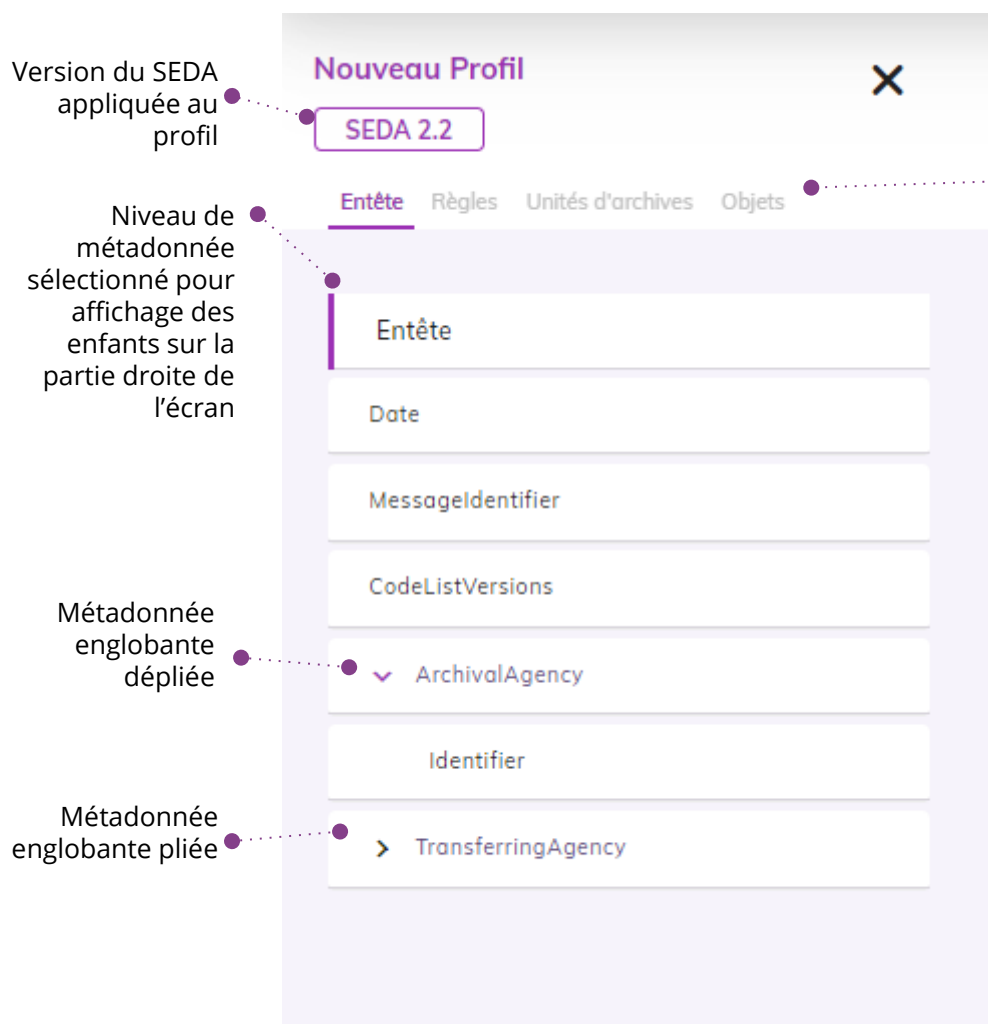 Version du SEDA
appliquée au
profil
Nouveau Profil
SEDA 2.2
Entête Règles Unités d'archives Objets
Niveau de
métadonnée
sélectionné pour
affichage des
enfants sur la
partie droite de
l'écran
Entête
Date
MessageIdentifier
CodeListVersions
Métadonnée
englobante
dépliée
ArchivalAgency
Identifier
Métadonnée
englobante pliée
TransferringAgency